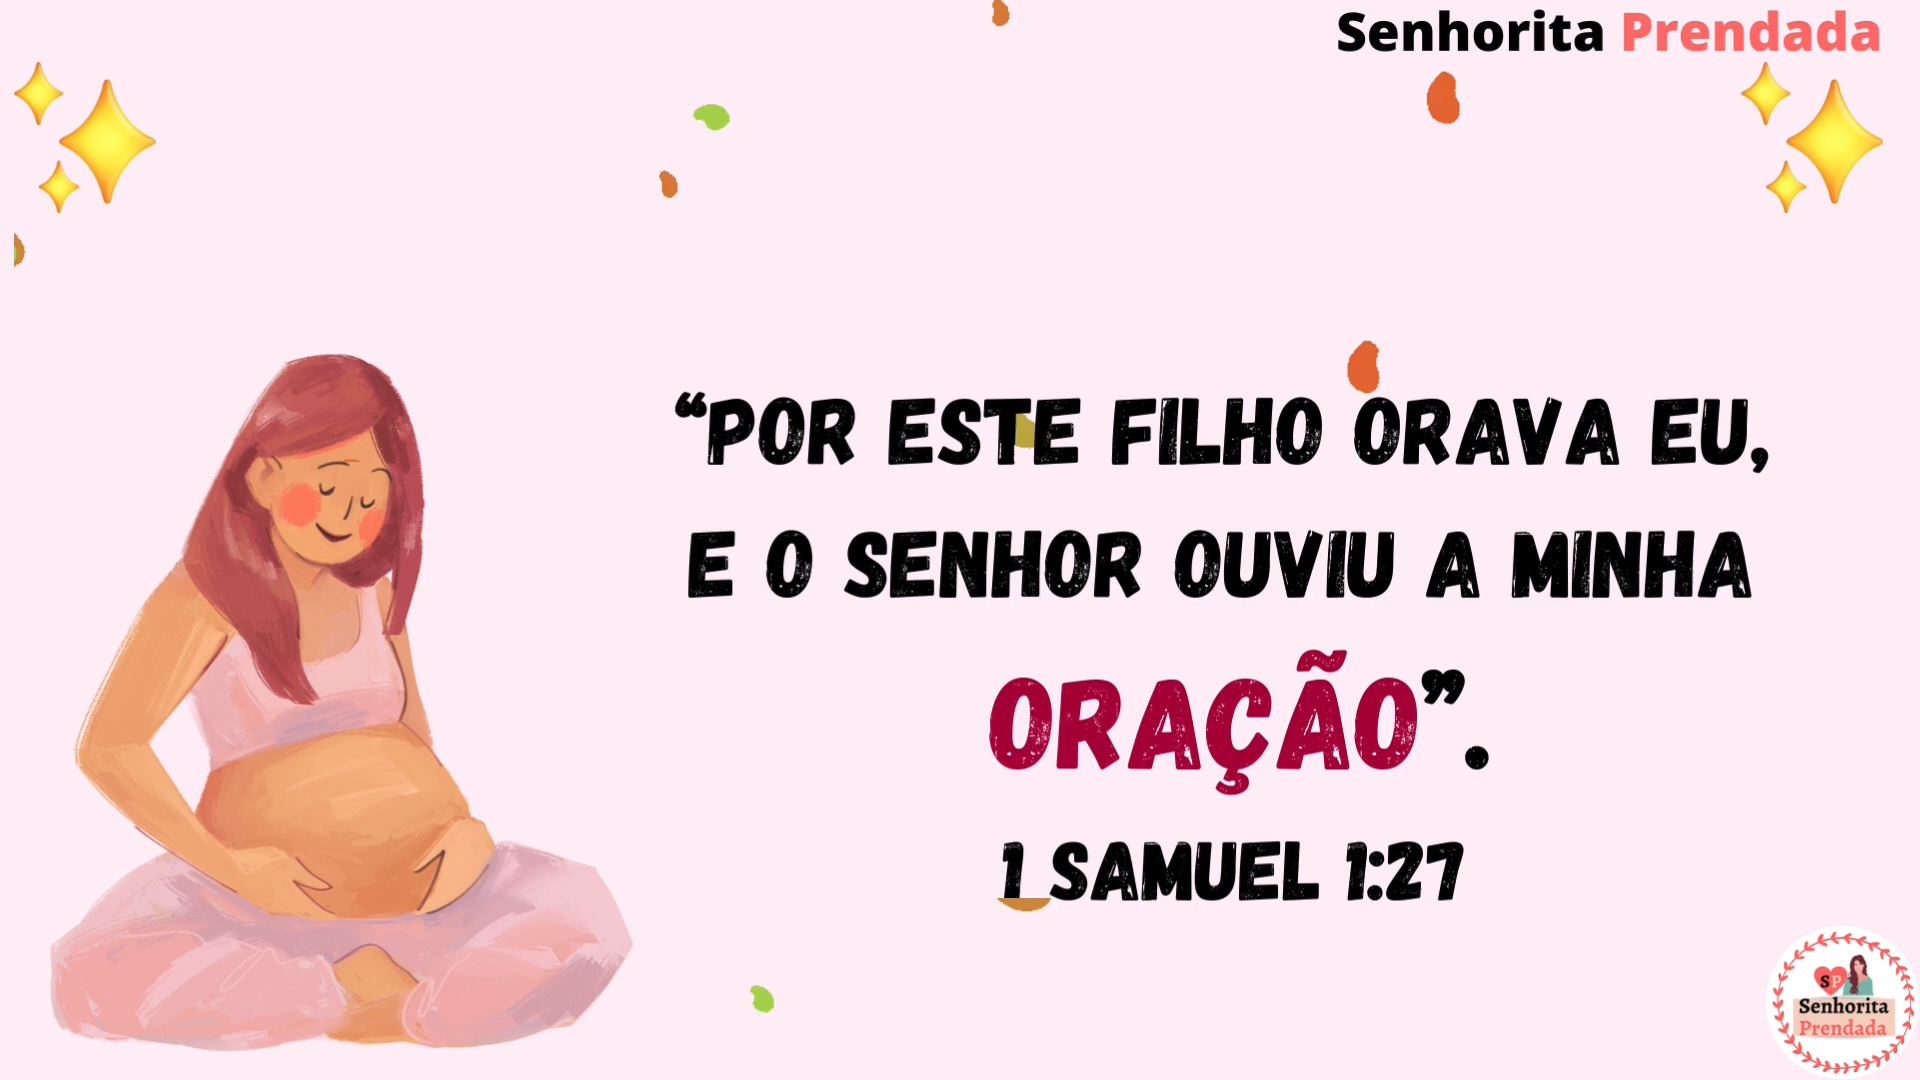 Senhorita Prendada
“POR ESTE FILHO ORAVA EU,
E O SENHOR OUVIU A MINHA
ORAÇÃO”.
1 SAMUEL 1:27
SP
Senhorita
Prendada